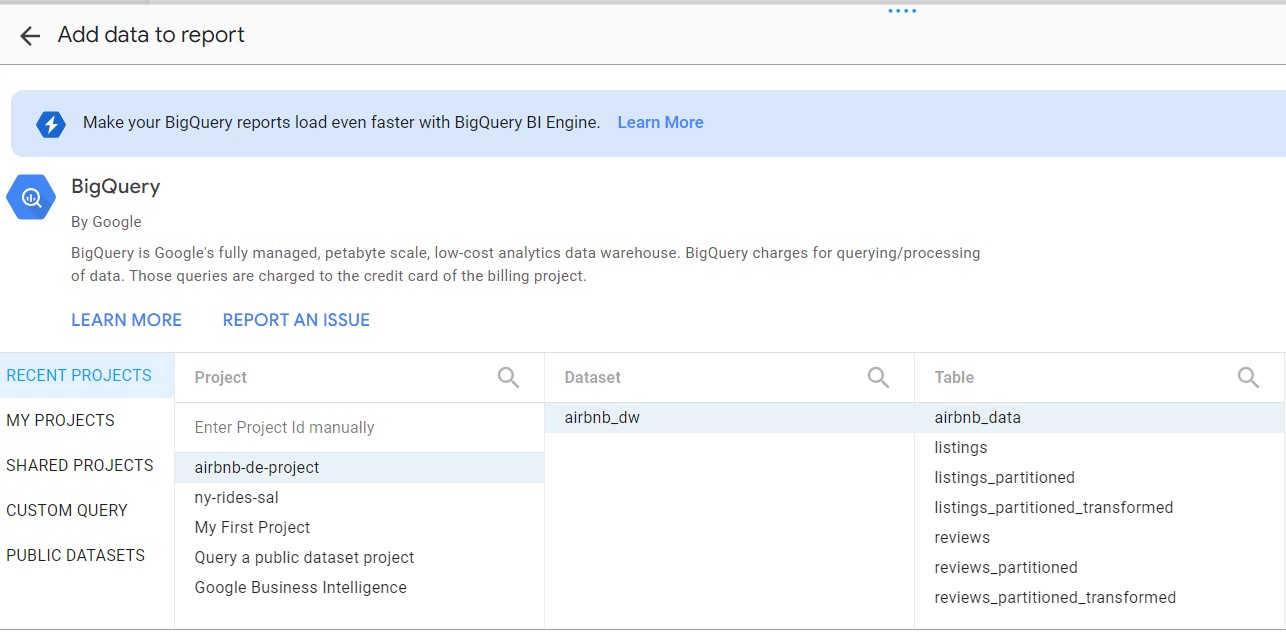 Add data to report
Make your BigQuery reports load even faster with BigQuery BI Engine. Learn More
BigQuery
By Google
BigQuery is Google's fully managed, petabyte scale, low-cost analytics data warehouse. BigQuery charges for querying/processing
of data. Those queries are charged to the credit card of the billing project.
LEARN MORE REPORT AN ISSUE
RECENT PROJECTS
MY PROJECTS
SHARED PROJECTS
CUSTOM QUERY
PUBLIC DATASETS
Project
Enter Project Id manually
airbnb-de-project
ny-rides-sal
My First Project
Query a public dataset project
Google Business Intelligence
Dataset
airbnb_dw
Table
airbnb_data
listings
listings_partitioned
listings_partitioned_transformed
reviews
reviews_partitioned
reviews_partitioned_transformed